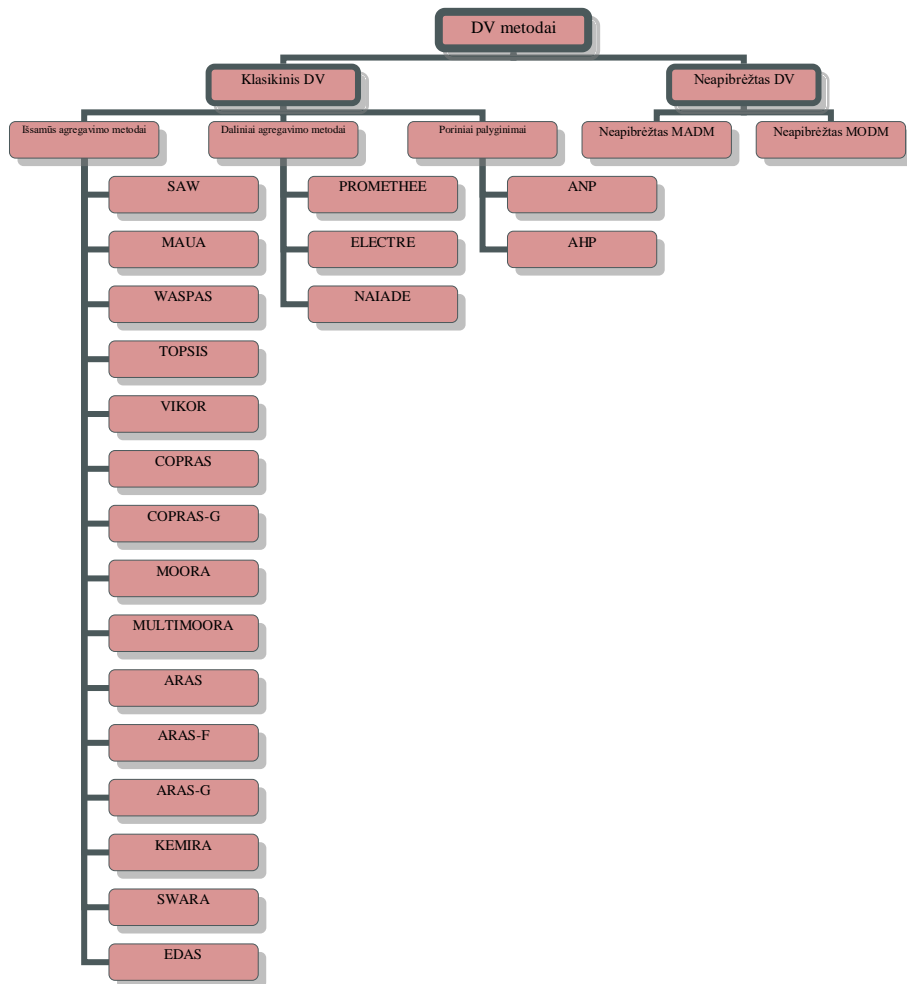 DV metodai
Klasikinis DV
Neapibrėžtas DV
Išsamūs agregavimo metodai
Daliniai agregavimo metodai
Poriniai palyginimai
Neapibrėžtas MADM
Neapibrėžtas MODM
SAW
PROMETHEE
ANP
MAUA
ELECTRE
AHP
WASPAS
NAIADE
TOPSIS
VIKOR
COPRAS
COPRAS-G
MOORA
MULTIMOORA
ARAS
ARAS-F
ARAS-G
KEMIRA
SWARA
EDAS